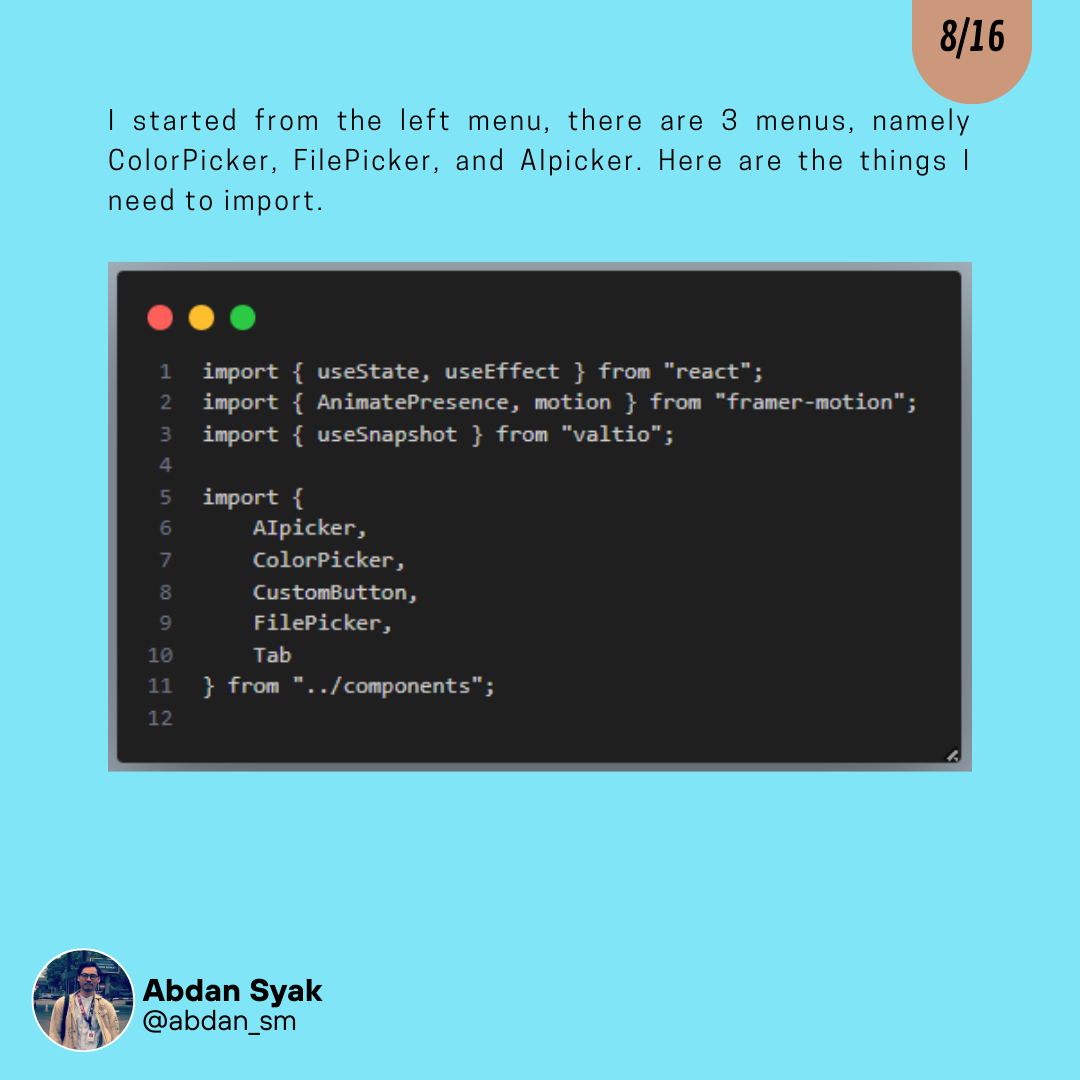 8/16
I started from the left menu, there are 3 menus, namely
ColorPicker, FilePicker, and AIpicker. Here are the things I
need to import.
1 import { useState, useEffect } from "react";
2 import { AnimatePresence, motion } from "framer-motion";
3 import { useSnapshot } from "valtio";
4
5 import {
6     AIpicker,
7     ColorPicker,
8     CustomButton,
9     FilePicker,
10     Tab
11 } from "../components";
12
Abdan Syak
@abdan_sm